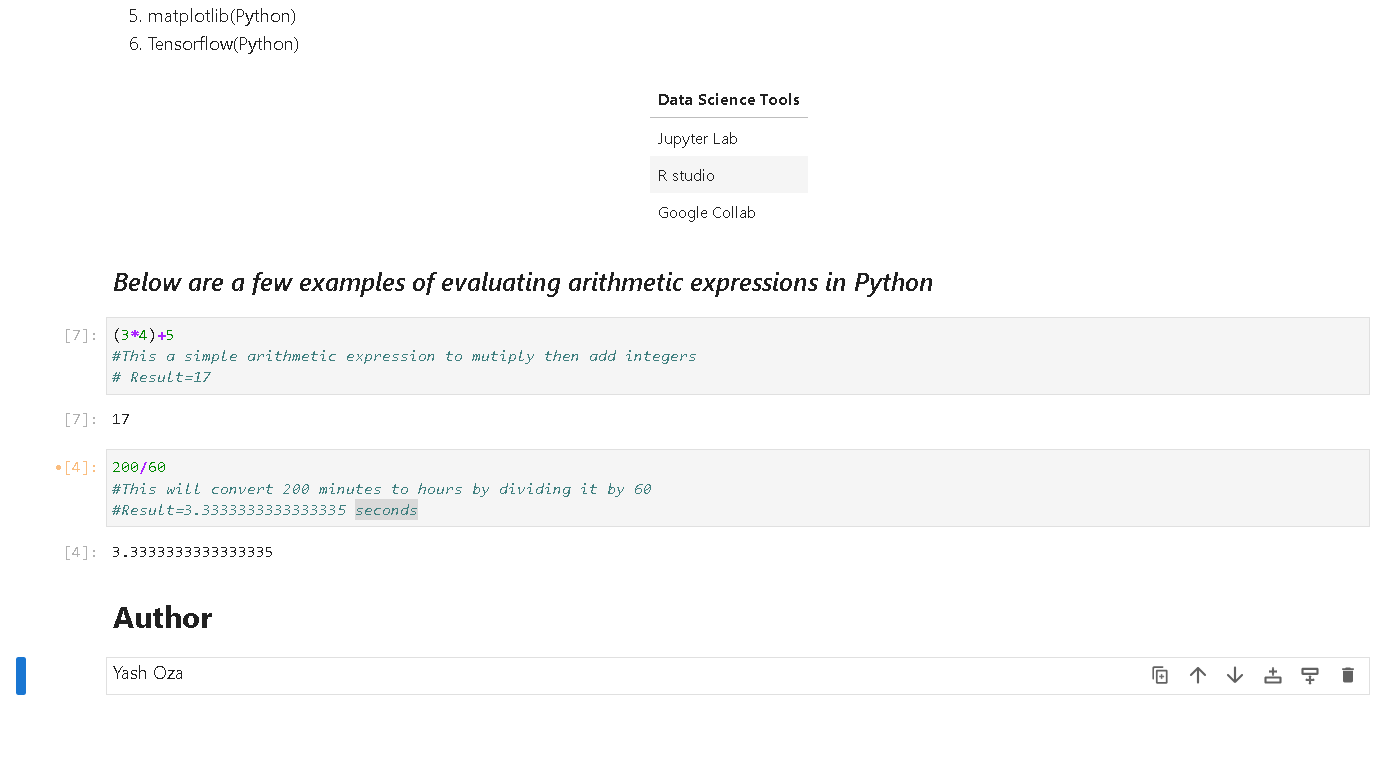 5. matplotlib(Python)
6. Tensorflow(Python)
Data Science Tools
Jupyter Lab
R studio
Google Collab
Below are a few examples of evaluating arithmetic expressions in Python
[7]: (3*4)+5
#This a simple arithmetic expression to mutiply then add integers
# Result=17
[7]: 17
•[4]: 200/60
#This will convert 200 minutes to hours by dividing it by 60
#Result=3.3333333333333335 seconds
[4]: 3.3333333333333335
Author
Yash Oza